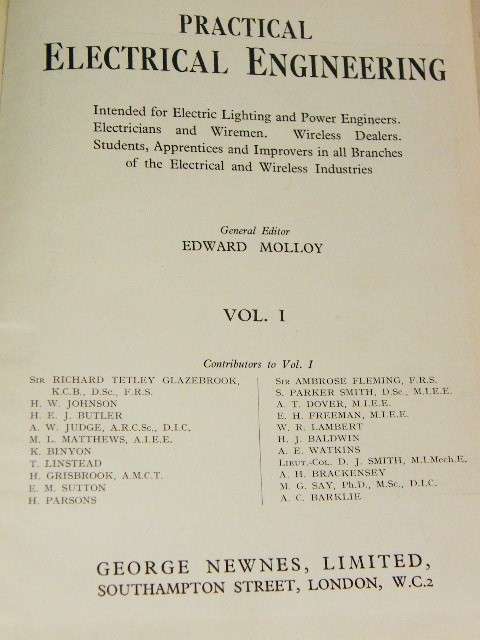 PRACTICAL
ELECTRICAL ENGINEERING
Intended for Electric Lighting and Power Engineers.
Electricians and Wiremen. Wireless Dealers.
Students, Apprentices and Improvers in all Branches
of the Electrical and Wireless Industries
General Editor
EDWARD MOLLOY
VOL. I
Contributors to Vol. I
SIR RICHARD TETLEY GLAZEBROOK,
K.C.B., D.Sc., F.R.S.
H. W. JOHNSON
H. E. J. BUTLER
A. W. JUDGE, A.R.C.Sc., D.I.C.
M. L. MATTHEWS, A.I.E.E.
K. BINYON
T. LINSTEAD
H. GRISBROOK, A.M.C.T.
E. M. SUTTON
H. PARSONS
SIR AMBROSE FLEMING, F.R.S.
S. PARKER SMITH, D.Sc., M.I.E.E.
A. T. DOVER, M.I.E.E.
E. H. FREEMAN, M.I.E.E.
W. R. LAMBERT
H. J. BALDWIN
A. E. WATKINS
LIEUT.-COL. D. J. SMITH, M.I.Mech.E.
A. H. BRACKENSEY
M. G. SAY, Ph.D., M.Sc., D.I.C.
A. C. BARKLIE
GEORGE NEWNES, LIMITED,
SOUTHAMPTON STREET, LONDON, W.C.2